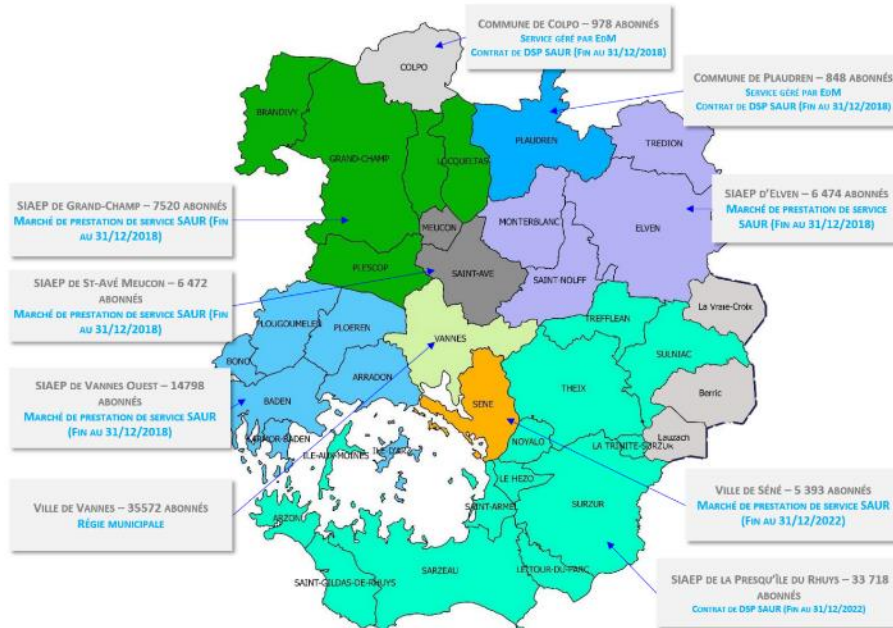 COMMUNE DE COLPO – 978 ABONNÉS
SERVICE GÉRÉ PAR EDM
CONTRAT DE DSP SAUR (FIN AU 31/12/2018)
COMMUNE DE PLAUDREN – 848 ABONNÉS
SERVICE GÉRÉ PAR EDM
CONTRAT DE DSP SAUR (FIN AU 31/12/2018)
SIAEP DE GRAND-CHAMP – 7520 ABONNÉS
MARCHÉ DE PRESTATION DE SERVICE SAUR (FIN
AU 31/12/2018)
SIAEP D'ELVEN – 6 474 ABONNÉS
MARCHÉ DE PRESTATION DE SERVICE
SAUR (FIN AU 31/12/2018)
SIAEP DE ST-AVÉ MEUCON – 6 472
ABONNÉS
MARCHÉ DE PRESTATION DE SERVICE SAUR
(FIN AU 31/12/2018)
SIAEP DE VANNES OUEST – 14798
ABONNÉS
MARCHÉ DE PRESTATION DE SERVICE SAUR
(FIN AU 31/12/2018)
VILLE DE VANNES – 35572 ABONNÉS
RÉGIE MUNICIPALE
VILLE DE SÉNÉ – 5 393 ABONNÉS
MARCHÉ DE PRESTATION DE SERVICE SAUR
(FIN AU 31/12/2022)
SIAEP DE LA PRESQU'ÎLE DU RHUYS – 33 718
ABONNÉS
CONTRAT DE DSP SAUR (FIN AU 31/12/2022)
COLPO
BRANDIVY
GRAND-CHAMP
LOCQUELTAS
PLAUDREN
TREDION
MEUCON
MONTERBLANC
ELVEN
PLESCOP
SAINT-AVE
SAINT-NOLFF
PLOUGOUMELEN
PLOEREN
VANNES
TREFFLEAN
La Vraie-Croix
SULNIAC
BONO
ARRADON
BADEN
SENE
THEIX
Berric
LARMOR-BADEN
ILE-AUX-MOINES
ILE-D'ARZ
NOYALO
LA TRINITE-SURZUR
Lauzach
LE HEZO
SAINT-ARMEL
SURZUR
ARZON
SARZEAU
SAINT-GILDAS-DE-RHUYS
LE-TOUR-DU-PARC